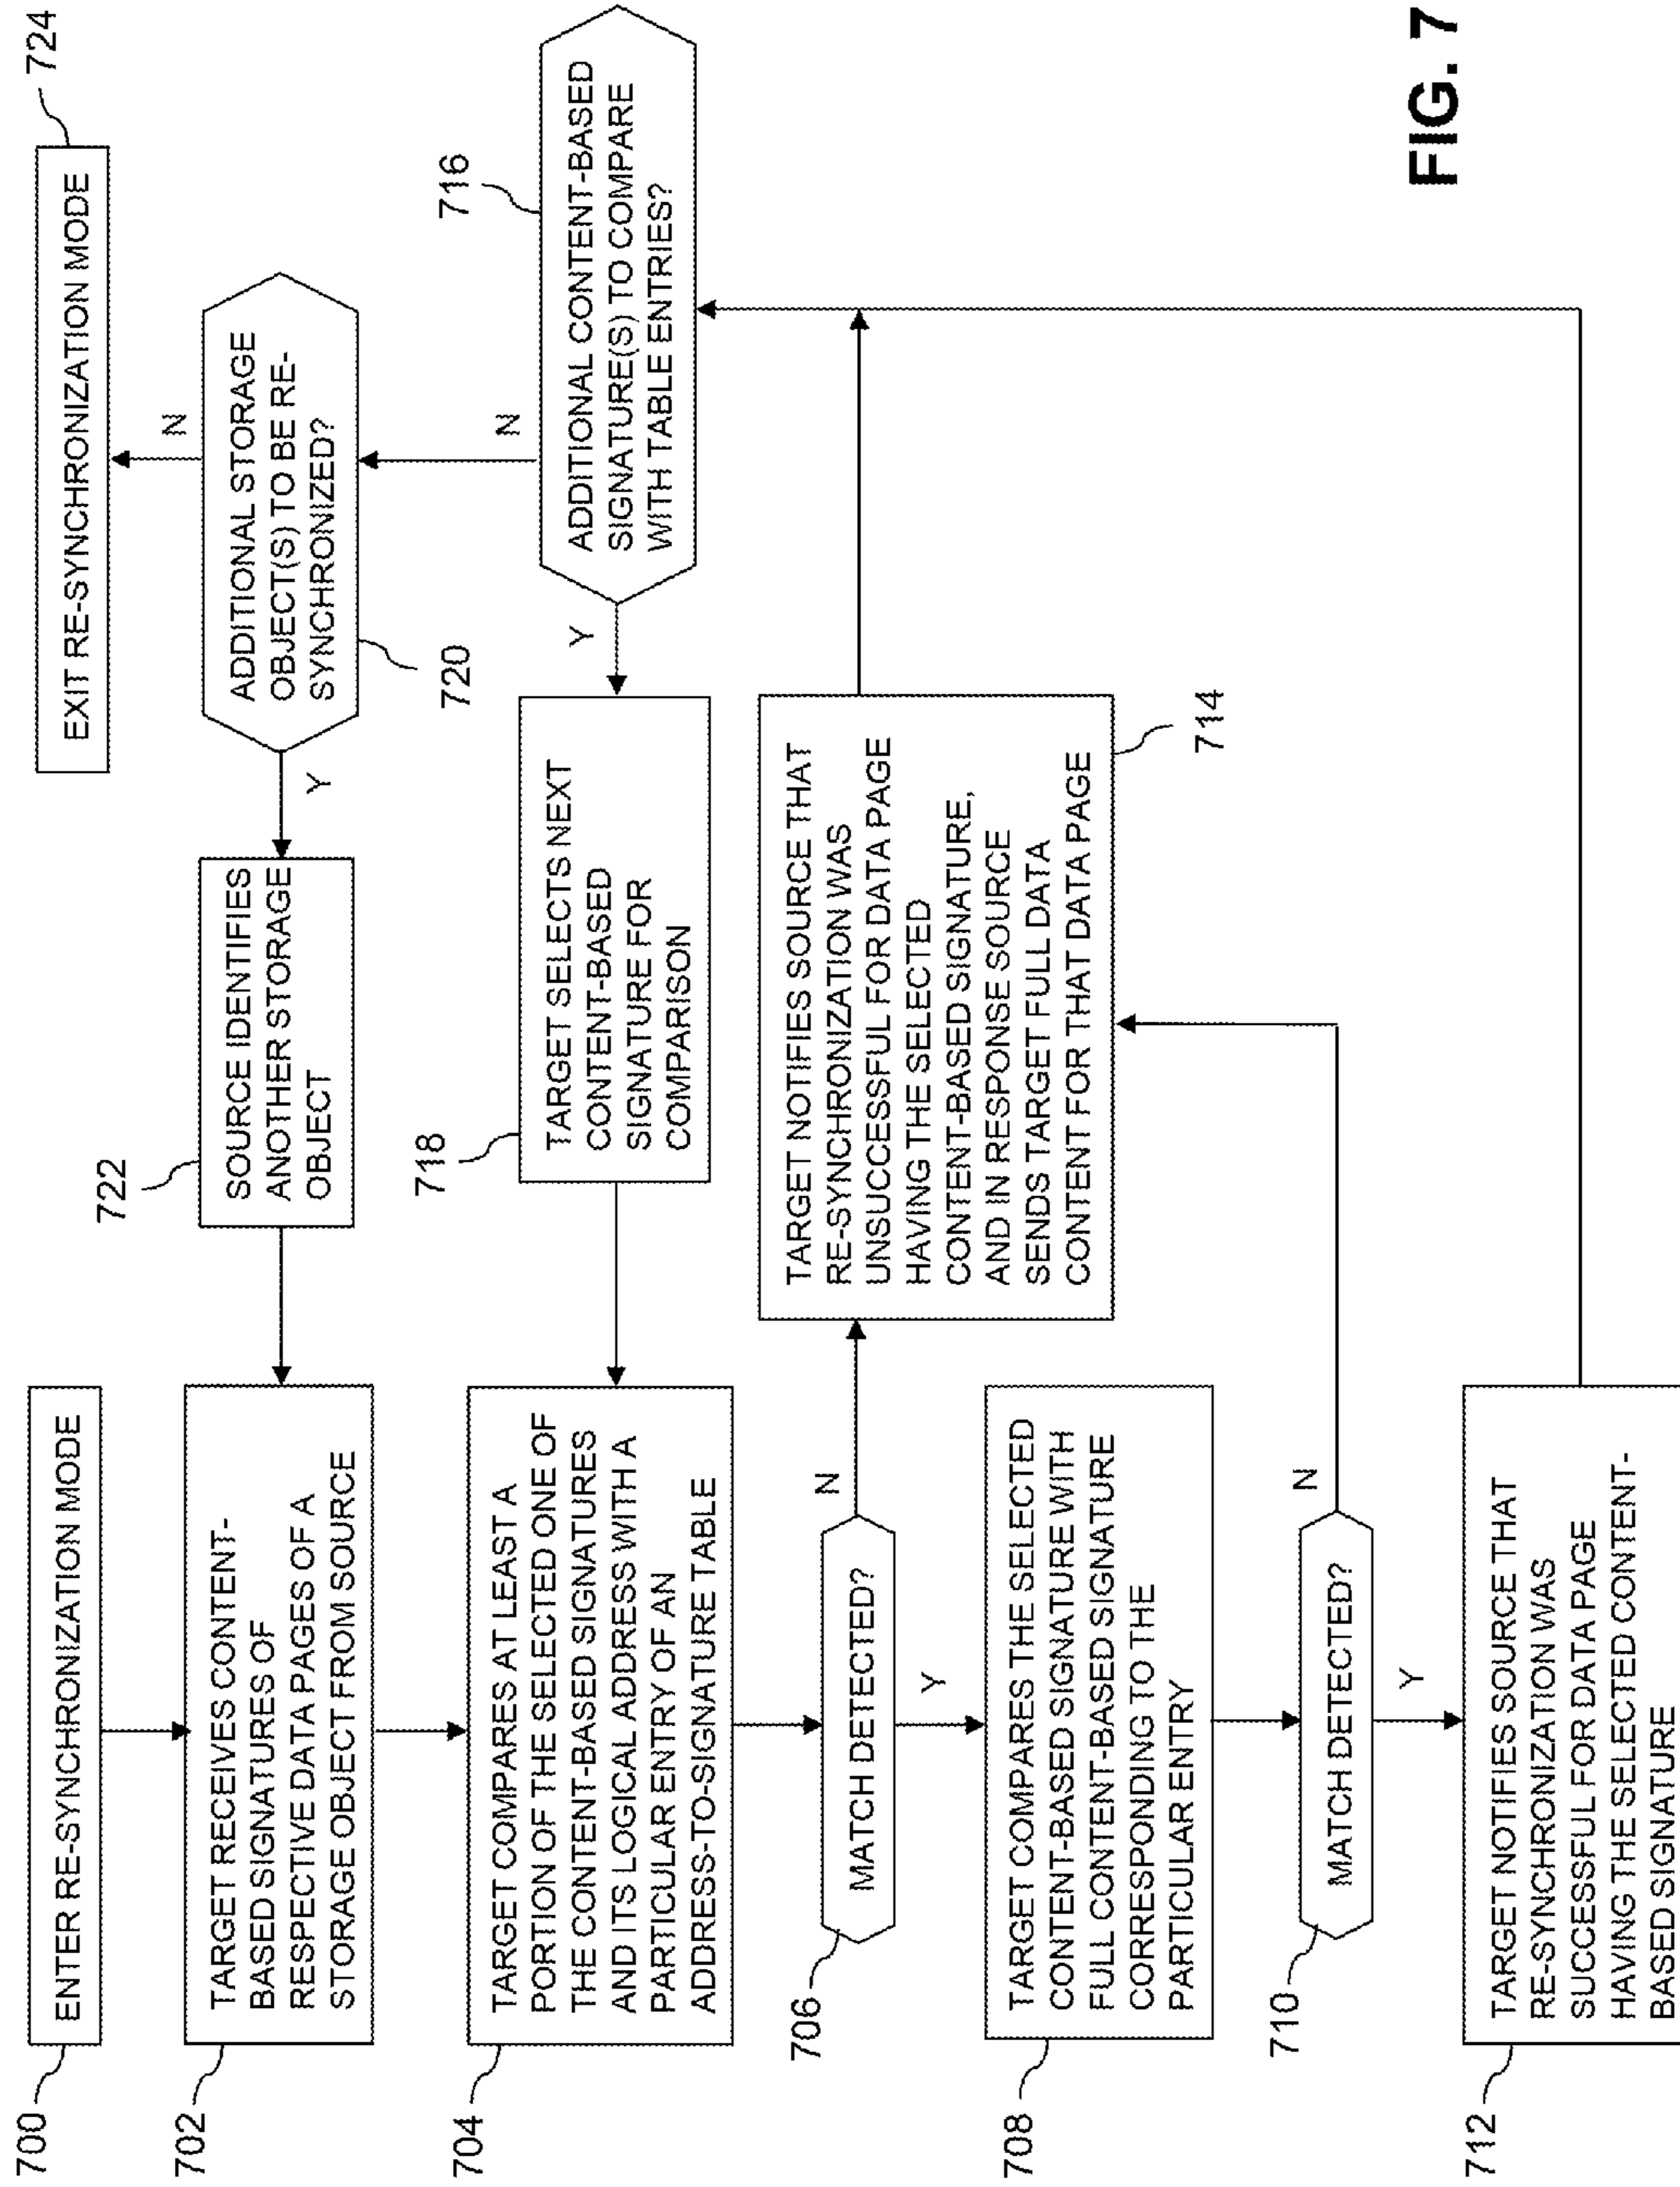 700
ENTER RE-SYNCHRONIZATION MODE
702
TARGET RECEIVES CONTENT-
BASED SIGNATURES OF
RESPECTIVE DATA PAGES OF A
STORAGE OBJECT FROM SOURCE
704
TARGET COMPARES AT LEAST A
PORTION OF THE SELECTED ONE OF
THE CONTENT-BASED SIGNATURES
AND ITS LOGICAL ADDRESS WITH A
PARTICULAR ENTRY OF AN
ADDRESS-TO-SIGNATURE TABLE
706
MATCH DETECTED?
N
Y
708
TARGET COMPARES THE SELECTED
CONTENT-BASED SIGNATURE WITH
FULL CONTENT-BASED SIGNATURE
CORRESPONDING TO THE
PARTICULAR ENTRY
710
MATCH DETECTED?
N
Y
712
TARGET NOTIFIES SOURCE THAT
RE-SYNCHRONIZATION WAS
SUCCESSFUL FOR DATA PAGE
HAVING THE SELECTED CONTENT-
BASED SIGNATURE
714
TARGET NOTIFIES SOURCE THAT
RE-SYNCHRONIZATION WAS
UNSUCCESSFUL FOR DATA PAGE
HAVING THE SELECTED
CONTENT-BASED SIGNATURE,
AND IN RESPONSE SOURCE
SENDS TARGET FULL DATA
CONTENT FOR THAT DATA PAGE
716
ADDITIONAL CONTENT-BASED
SIGNATURE(S) TO COMPARE
WITH TABLE ENTRIES?
Y
N
718
TARGET SELECTS NEXT
CONTENT-BASED
SIGNATURE FOR
COMPARISON
720
ADDITIONAL STORAGE
OBJECT(S) TO BE RE-
SYNCHRONIZED?
Y
N
722
SOURCE IDENTIFIES
ANOTHER STORAGE
OBJECT
724
EXIT RE-SYNCHRONIZATION MODE
FIG. 7